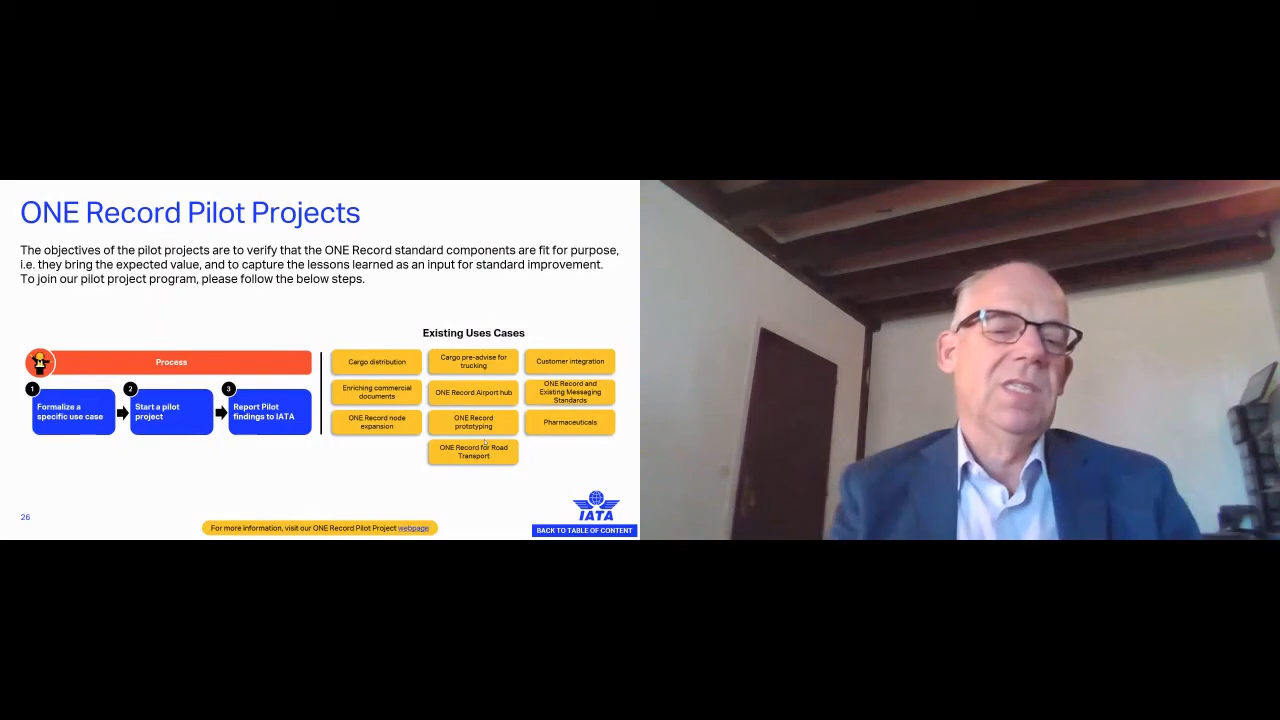 ONE Record Pilot Projects
The objectives of the pilot projects are to verify that the ONE Record standard components are fit for purpose,
i.e. they bring the expected value, and to capture the lessons learned as an input for standard improvement.
To join our pilot project program, please follow the below steps.
Process
1
Formalize a
specific use case
2
Start a pilot
project
3
Report Pilot
findings to IATA
Existing Uses Cases
Cargo distribution
Cargo pre-advise for
trucking
Customer integration
Enriching commercial
documents
ONE Record Airport hub
ONE Record and
Existing Messaging
Standards
ONE Record node
expansion
ONE Record
prototyping
Pharmaceuticals
ONE Record for Road
Transport
26
For more information, visit our ONE Record Pilot Project webpage
IATA
BACK TO TABLE OF CONTENT